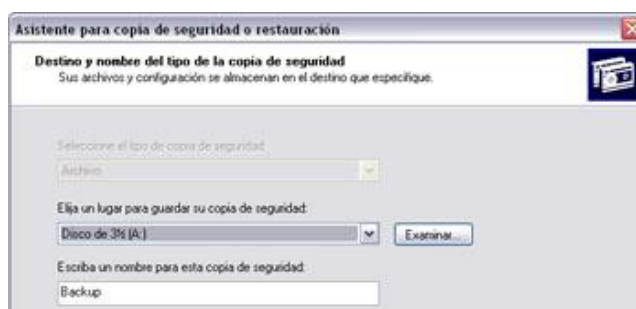 Asistente para copia de seguridad o restauración
Destino y nombre del tipo de la copia de seguridad
Sus archivos y configuración se almacenan en el destino que especifique.
Seleccione el tipo de copia de seguridad:
Archivo
Elija un lugar para guardar su copia de seguridad:
Disco de 3½ (A:)
Examinar...
Escriba un nombre para esta copia de seguridad:
Backup